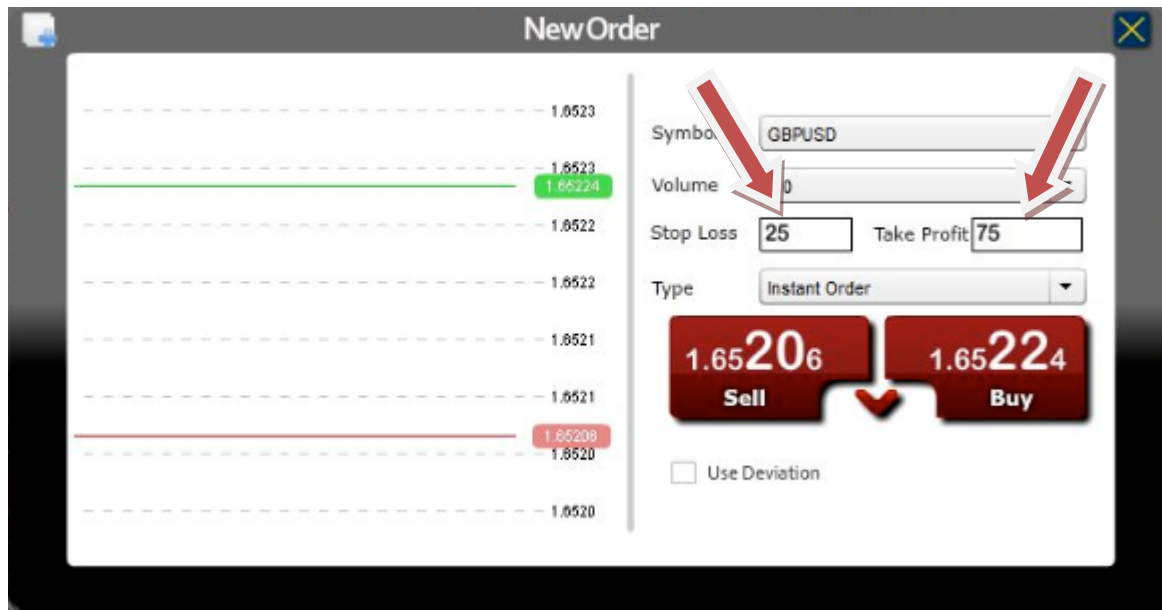 New Order
1.6523
1.6523
1.65224
1.6522
1.6522
1.6521
1.6521
1.65206
1.6520
1.6520
GBPUSD
Volume
Stop Loss 25 Take Profit 75
Type Instant Order
1.65206 1.65224
Sell Buy
Use Deviation